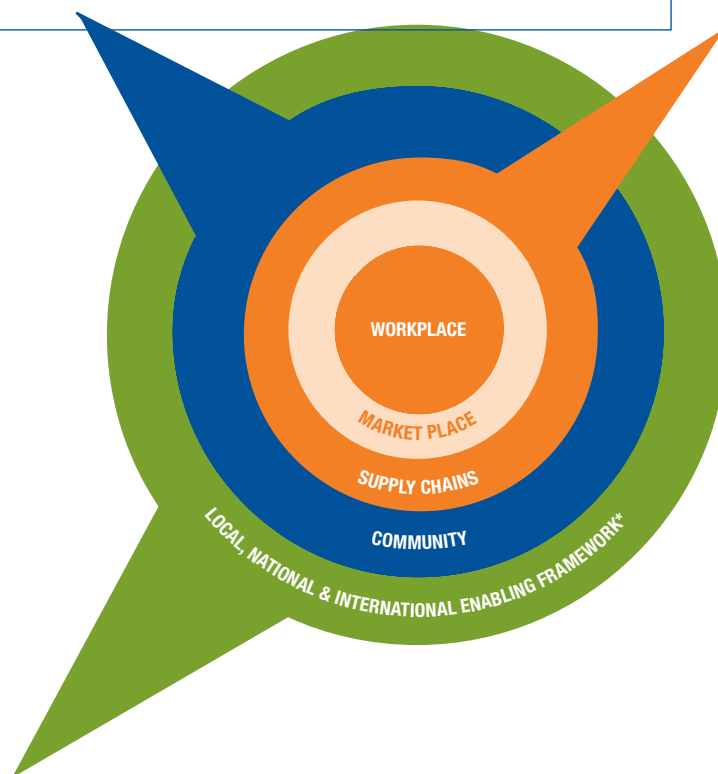 WORKPLACE
MARKET PLACE
SUPPLY CHAINS
COMMUNITY
LOCAL, NATIONAL & INTERNATIONAL ENABLING FRAMEWORK*